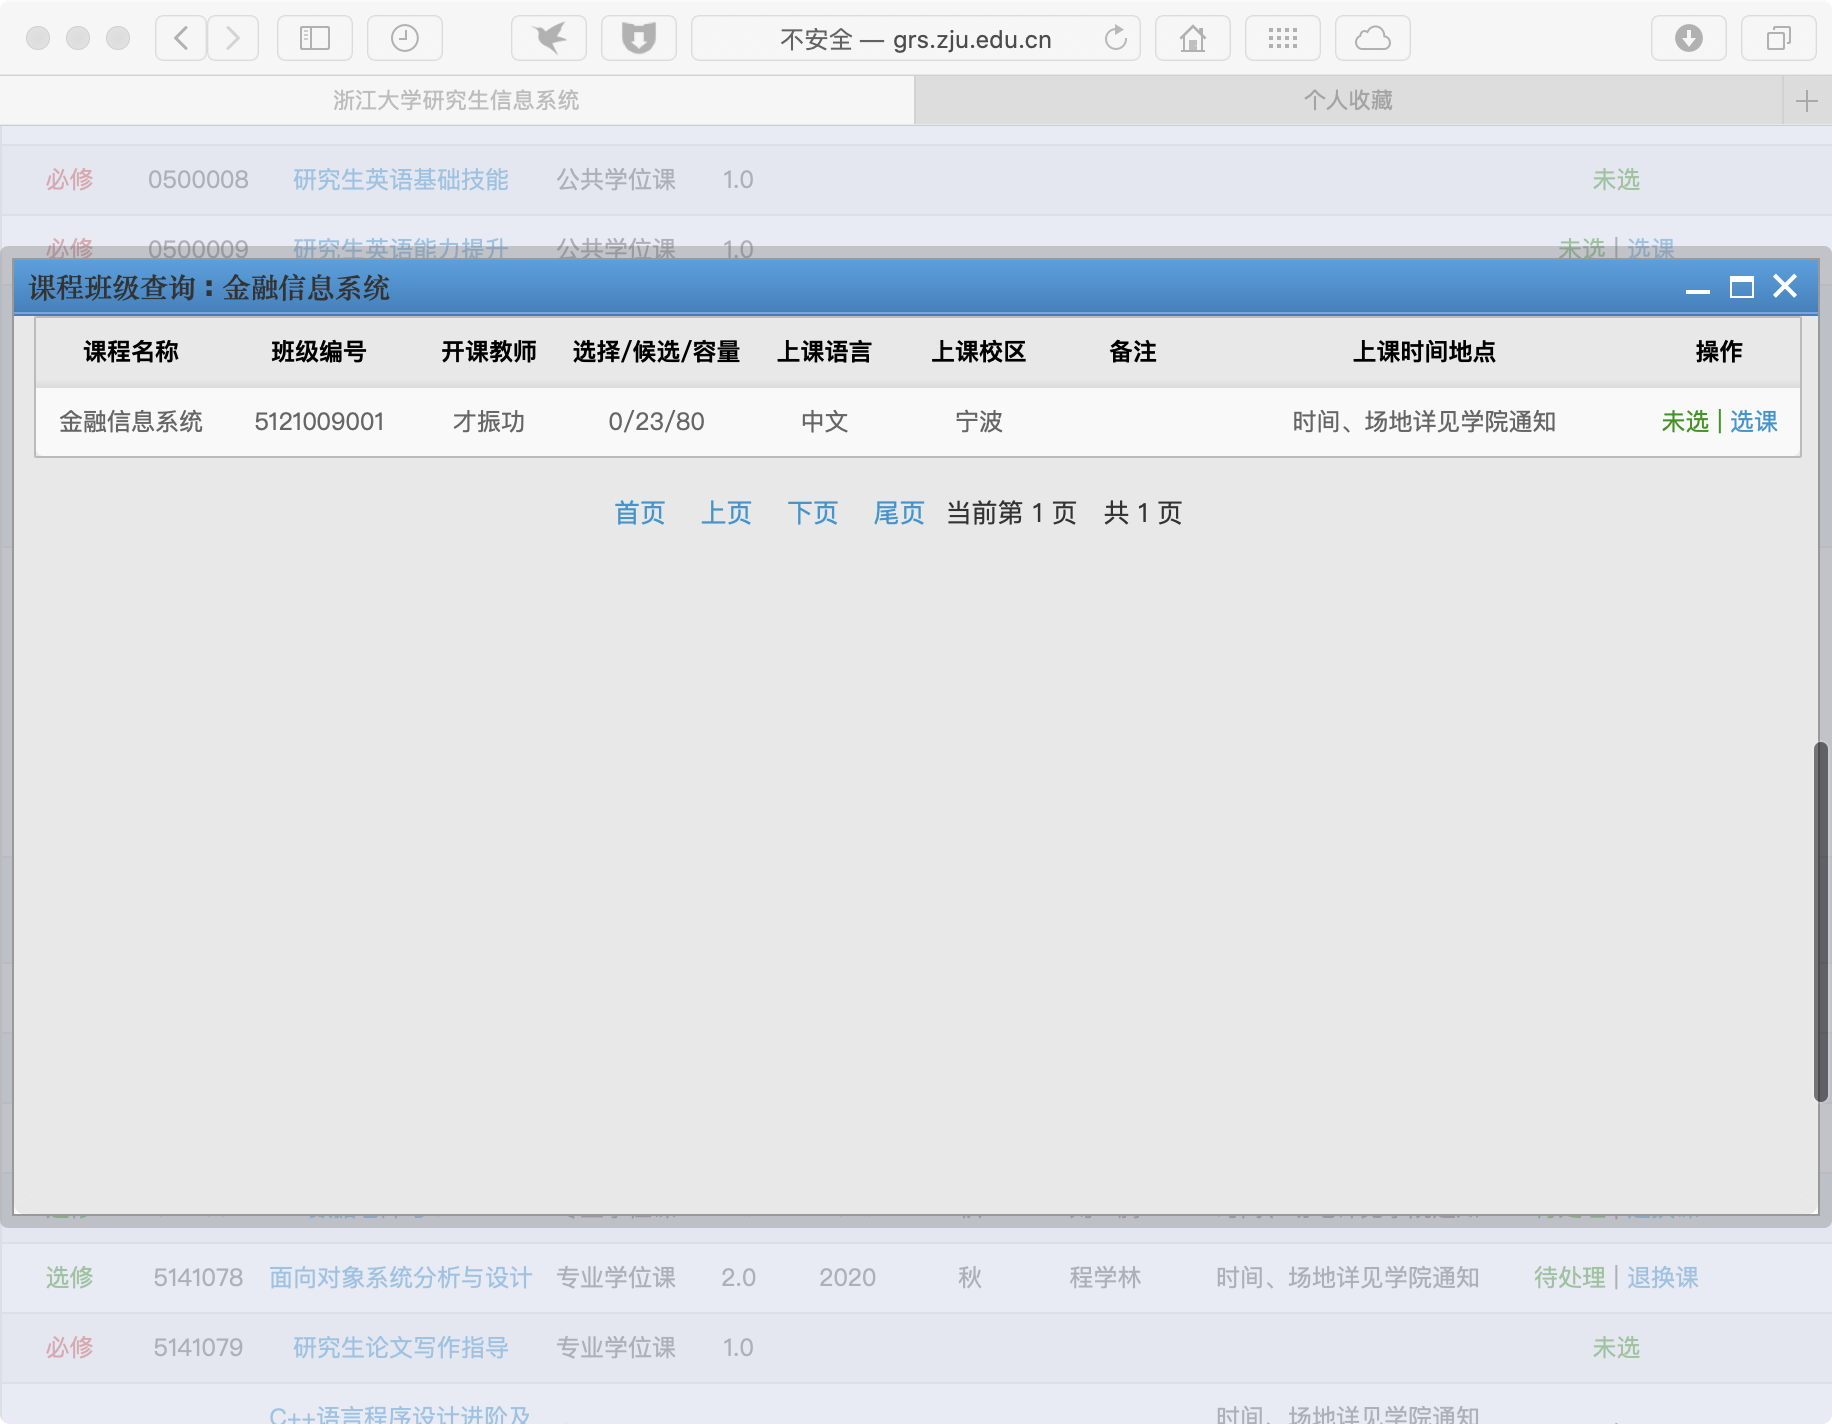 不安全 — grs.zju.edu.cn
浙江大学研究生信息系统 个人收藏
必修 0500008 研究生英语基础技能 公共学位课 1.0 未选
必修 0500009 研究生英语能力提升 公共学位课 1.0 未选 | 选课
课程班级查询：金融信息系统
课程名称 班级编号 开课教师 选择/候选/容量 上课语言 上课校区 备注 上课时间地点 操作
金融信息系统 5121009001 才振功 0/23/80 中文 宁波 时间、场地详见学院通知 未选 | 选课
首页 上页 下页 尾页 当前第 1 页 共 1 页
选修 5141078 面向对象系统分析与设计 专业学位课 2.0 2020 秋 程学林 时间、场地详见学院通知 待处理 | 退换课
必修 5141079 研究生论文写作指导 专业学位课 1.0 未选
C++语言程序设计进阶及 时间、场地详见学院通知